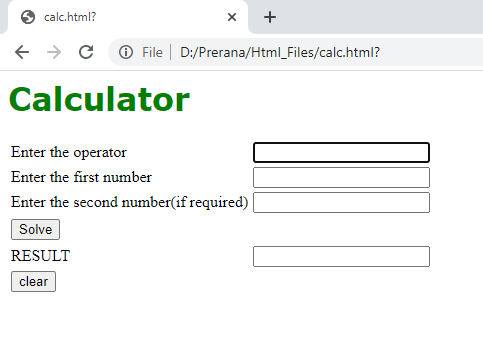 calc.html?
File | D:/Prerana/Html_Files/calc.html?
Calculator
Enter the operator
Enter the first number
Enter the second number(if required)
Solve
RESULT
clear